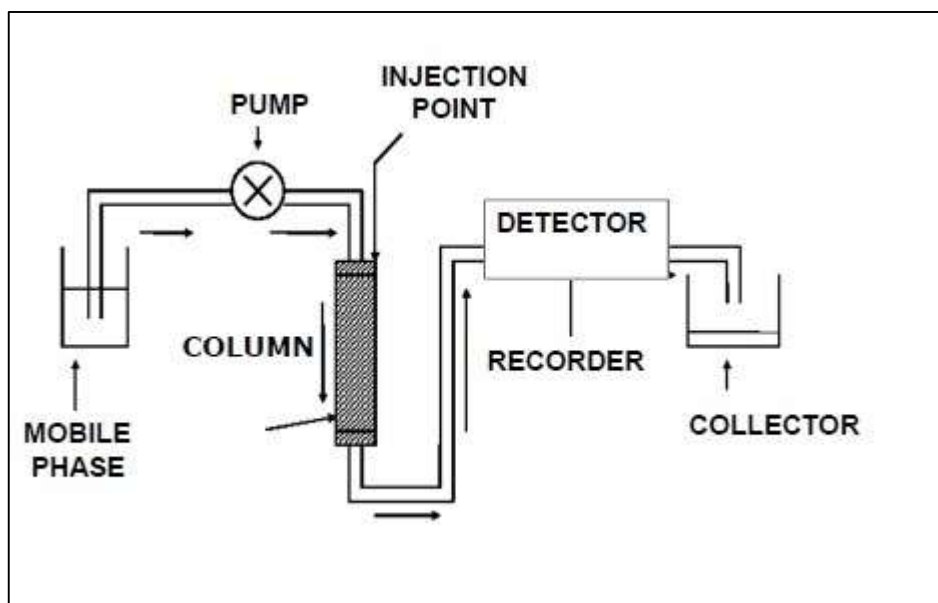 INJECTION
POINT
PUMP
DETECTOR
COLUMN
RECORDER
MOBILE
PHASE
COLLECTOR